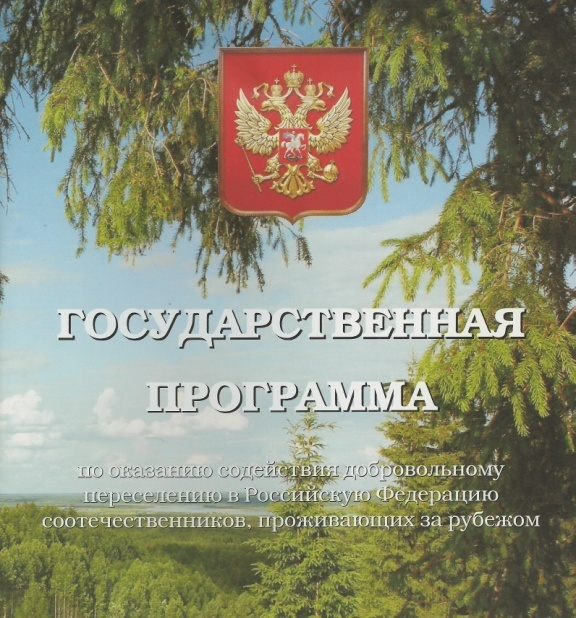 ГОСУДАРСТВЕННАЯ
ПРОГРАММА
по оказанию содействия добровольному
переселению в Российскую Федерацию
соотечественников, проживающих за рубежом